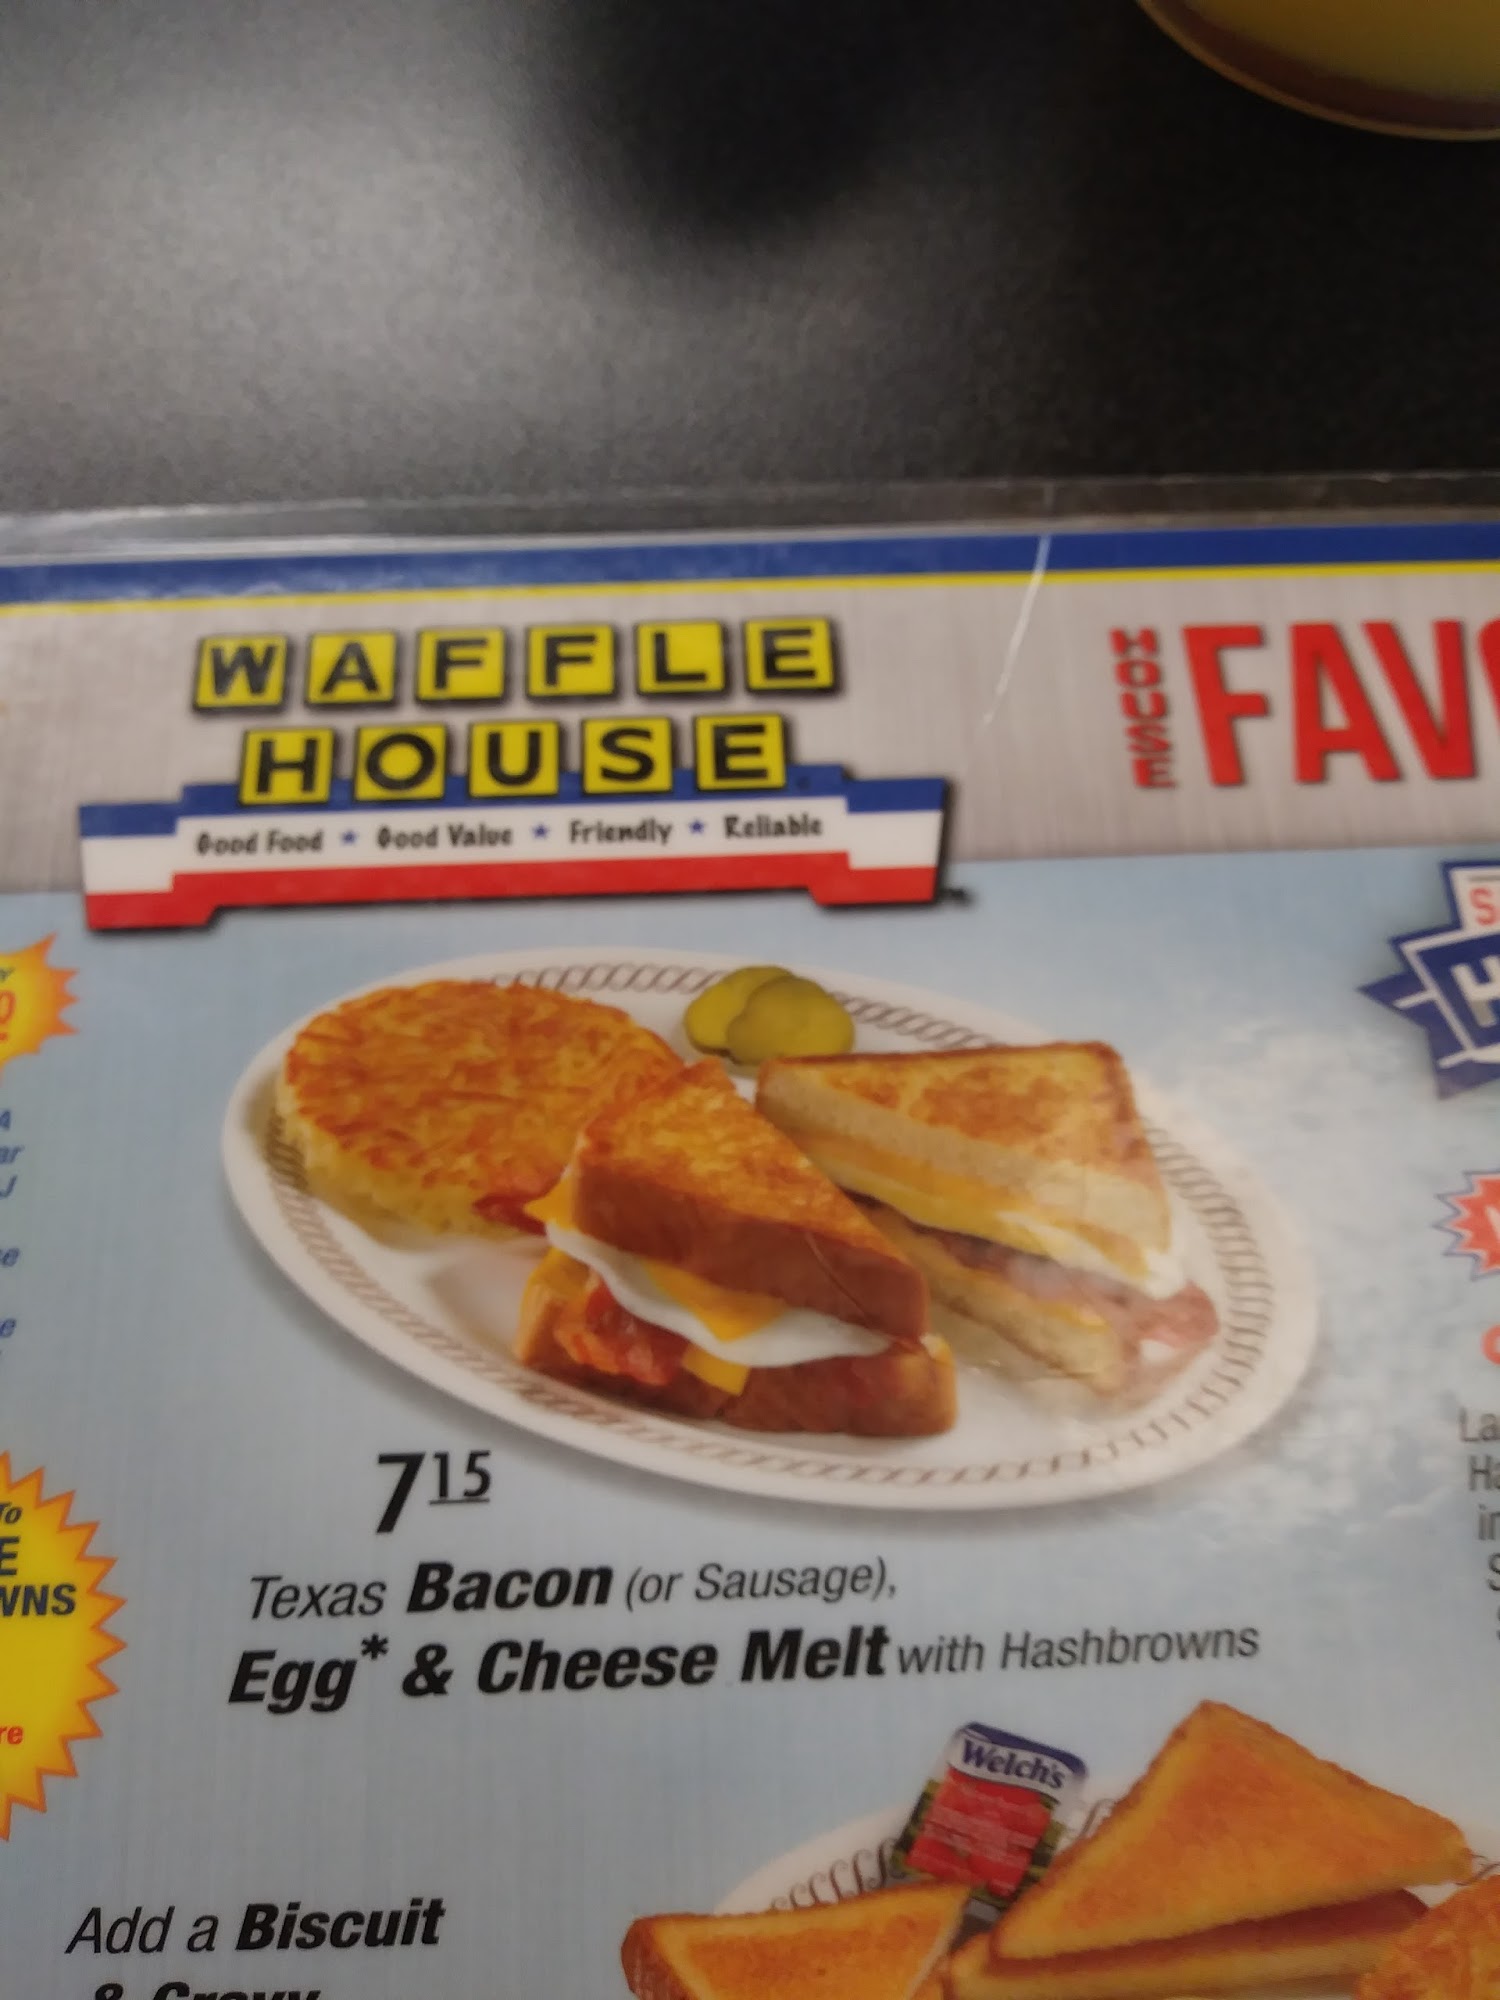 WAFFLE
HOUSE
Good Food ★ Good Value ★ Friendly ★ Reliable
HOUSE
FAV
7 15
Texas Bacon (or Sausage),
Egg* & Cheese Melt with Hashbrowns
Welch's
Add a Biscuit
& Gravy